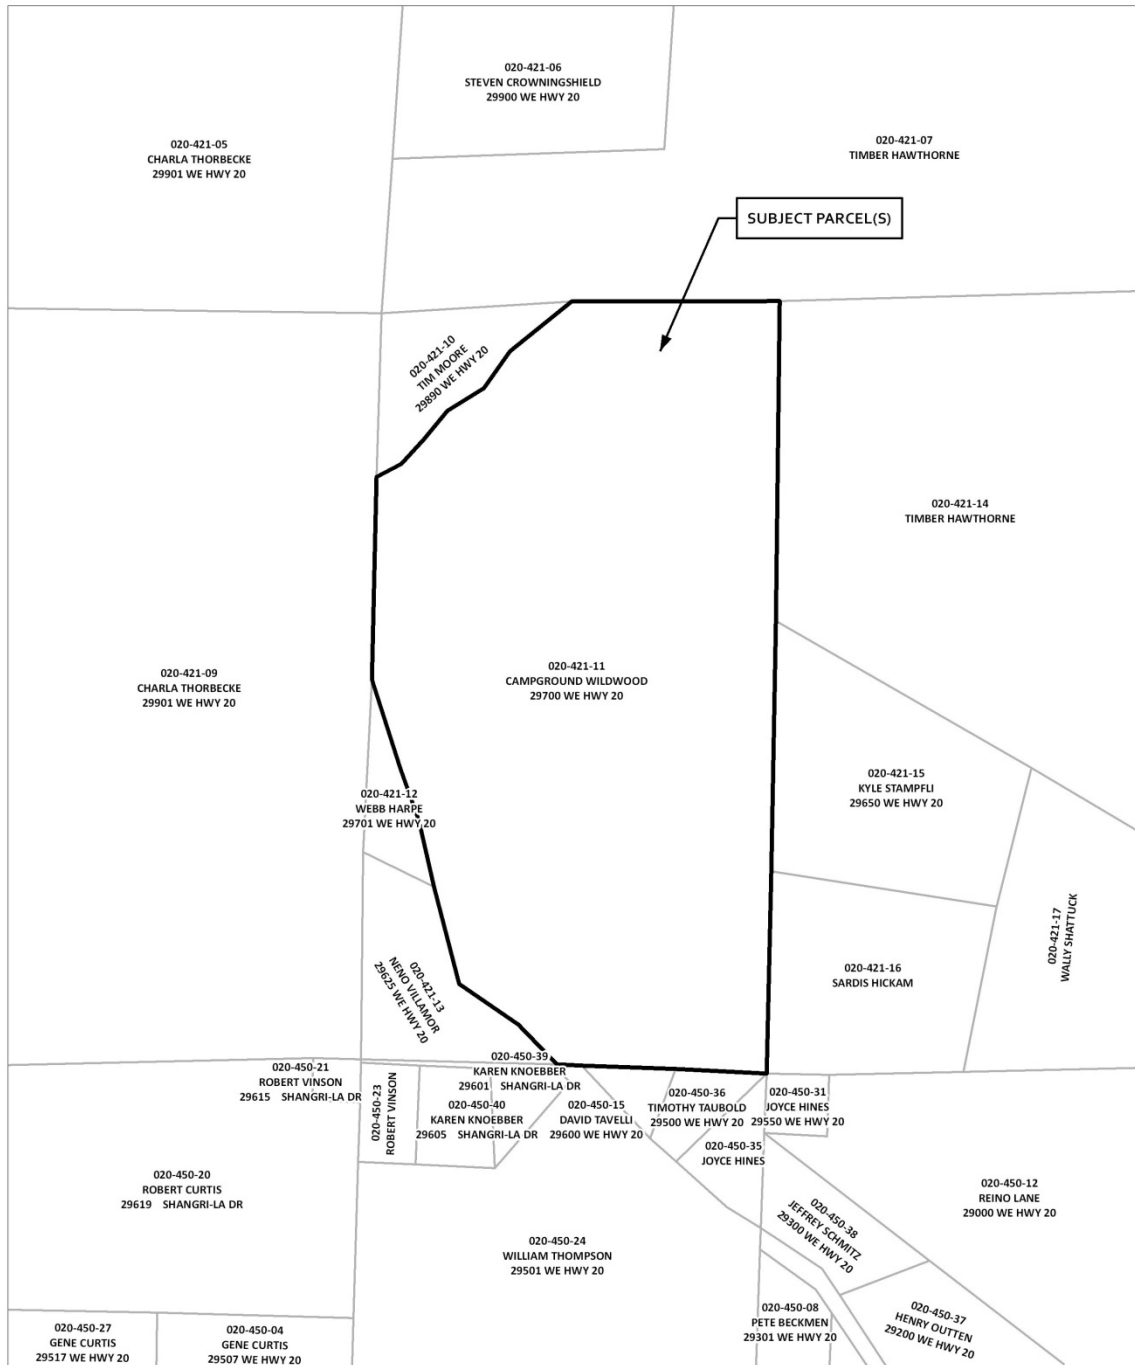 020-421-06
STEVEN CROWNINGSHIELD
29900 WE HWY 20
020-421-05
CHARLA THORBECKE
29901 WE HWY 20
020-421-07
TIMBER HAWTHORNE
SUBJECT PARCEL(S)
020-421-10
TIM MOORE
29890 WE HWY 20
020-421-14
TIMBER HAWTHORNE
020-421-09
CHARLA THORBECKE
29901 WE HWY 20
020-421-11
CAMPGROUND WILDWOOD
29700 WE HWY 20
020-421-12
WEBB HARPE
29701 WE HWY 20
020-421-15
KYLE STAMPFLI
29650 WE HWY 20
020-421-17
WALLY SHATTUCK
020-421-13
NENO VILLAMOR
29625 WE HWY 20
020-421-16
SARDIS HICKAM
020-450-21
ROBERT VINSON
29615 SHANGRI-LA DR
020-450-23
ROBERT VINSON
020-450-39
KAREN KNOEBBER
29601 SHANGRI-LA DR
020-450-40
KAREN KNOEBBER
29605 SHANGRI-LA DR
020-450-15
DAVID TAVELLI
29600 WE HWY 20
020-450-36
TIMOTHY TAUBOLD
29500 WE HWY 20
020-450-31
JOYCE HINES
29550 WE HWY 20
020-450-35
JOYCE HINES
020-450-20
ROBERT CURTIS
29619 SHANGRI-LA DR
020-450-12
REINO LANE
29000 WE HWY 20
020-450-38
JEFFREY SCHMITZ
29300 WE HWY 20
020-450-24
WILLIAM THOMPSON
29501 WE HWY 20
020-450-27
GENE CURTIS
29517 WE HWY 20
020-450-04
GENE CURTIS
29507 WE HWY 20
020-450-08
PETE BECKMEN
29301 WE HWY 20
020-450-37
HENRY OUTTEN
29200 WE HWY 20